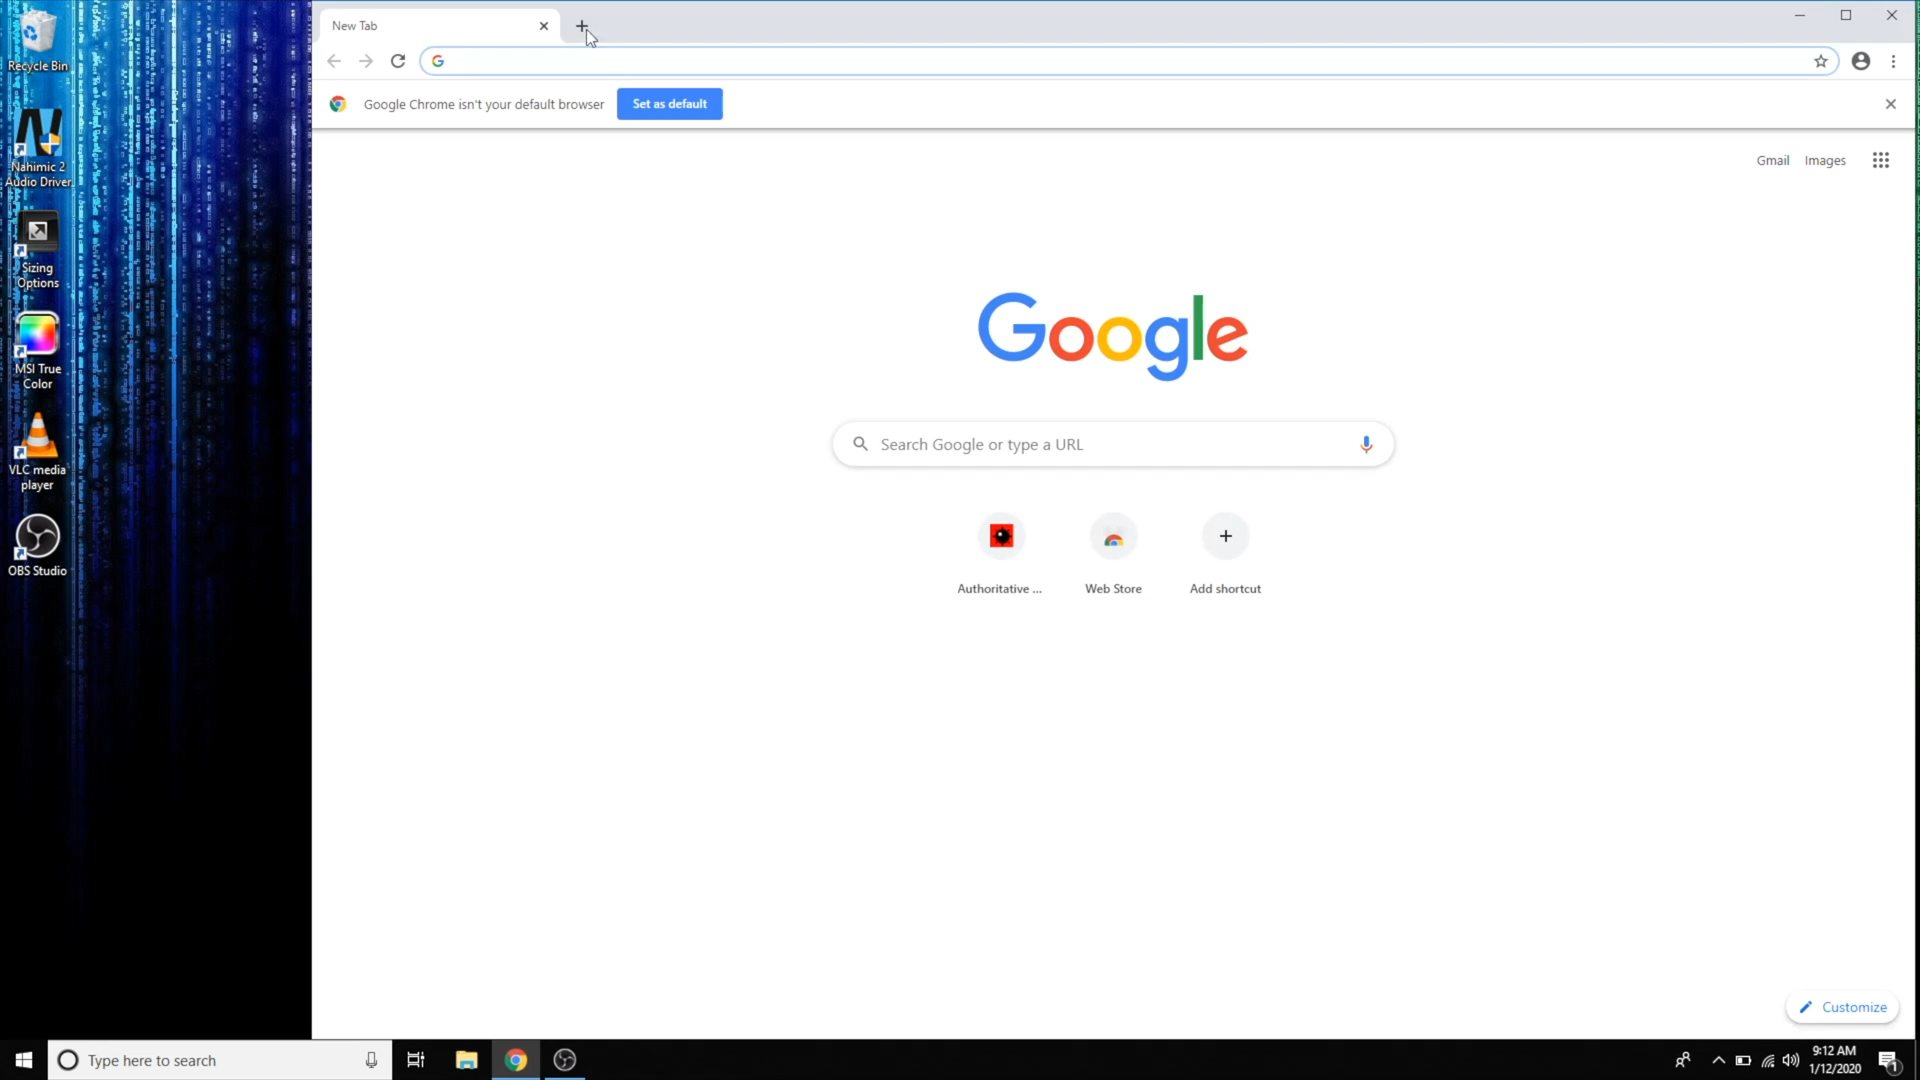 New Tab
Google Chrome isn't your default browser
Set as default
Gmail
Images
Google
Search Google or type a URL
Authoritative ...
Web Store
Add shortcut
Customize
Recycle Bin
Nahimic 2
Audio Driver
Sizing
Options
MSI True
Color
VLC media
player
OBS Studio
Type here to search
9:12 AM
1/12/2020
1